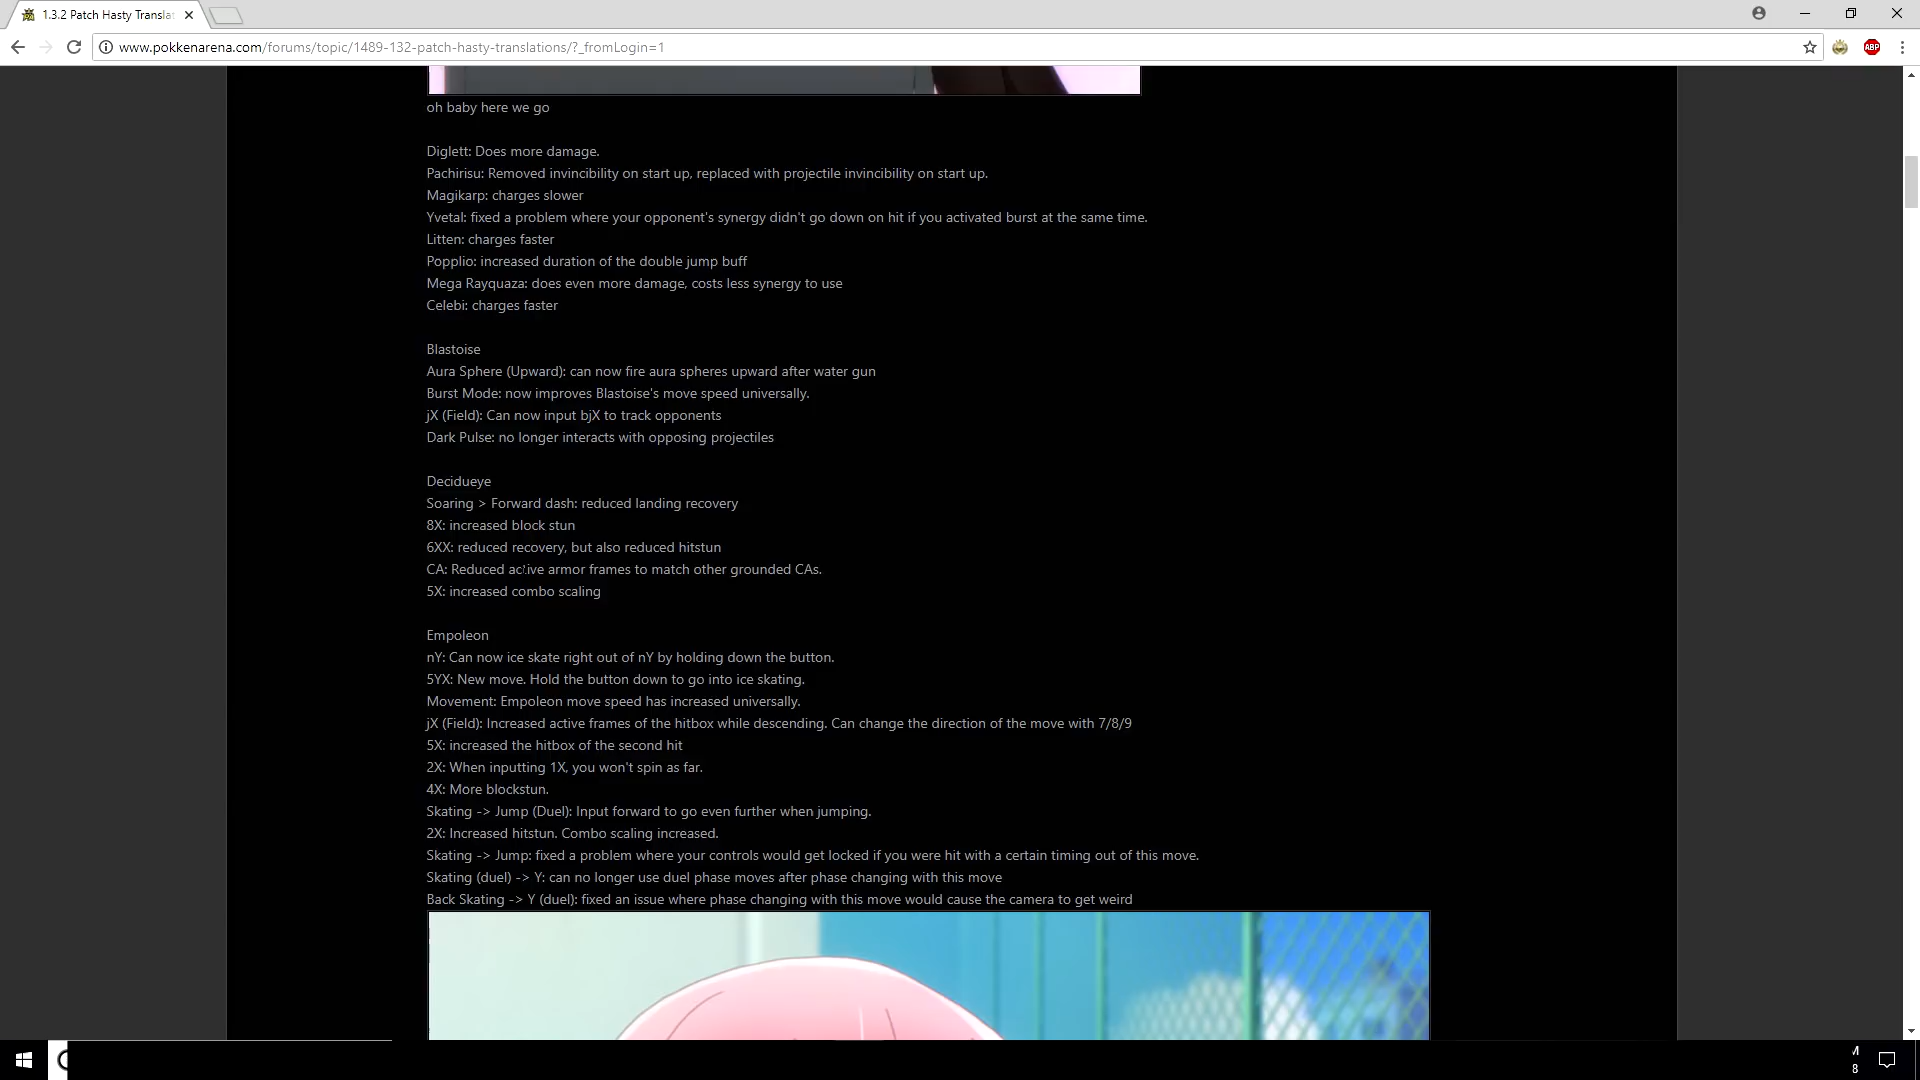 1.3.2 Patch Hasty Transla
www.pokkenarena.com/forums/topic/1489-132-patch-hasty-translations/?_fromLogin=1
ABP
oh baby here we go
Diglett: Does more damage.
Pachirisu: Removed invincibility on start up, replaced with projectile invincibility on start up.
Magikarp: charges slower
Yvetal: fixed a problem where your opponent's synergy didn't go down on hit if you activated burst at the same time.
Litten: charges faster
Popplio: increased duration of the double jump buff
Mega Rayquaza: does even more damage, costs less synergy to use
Celebi: charges faster
Blastoise
Aura Sphere (Upward): can now fire aura spheres upward after water gun
Burst Mode: now improves Blastoise's move speed universally.
jX (Field): Can now input bjX to track opponents
Dark Pulse: no longer interacts with opposing projectiles
Decidueye
Soaring > Forward dash: reduced landing recovery
8X: increased block stun
6XX: reduced recovery, but also reduced hitstun
CA: Reduced active armor frames to match other grounded CAs.
5X: increased combo scaling
Empoleon
nY: Can now ice skate right out of nY by holding down the button.
5YX: New move. Hold the button down to go into ice skating.
Movement: Empoleon move speed has increased universally.
jX (Field): Increased active frames of the hitbox while descending. Can change the direction of the move with 7/8/9
5X: increased the hitbox of the second hit
2X: When inputting 1X, you won't spin as far.
4X: More blockstun.
Skating -> Jump (Duel): Input forward to go even further when jumping.
2X: Increased hitstun. Combo scaling increased.
Skating -> Jump: fixed a problem where your controls would get locked if you were hit with a certain timing out of this move.
Skating (duel) -> Y: can no longer use duel phase moves after phase changing with this move
Back Skating -> Y (duel): fixed an issue where phase changing with this move would cause the camera to get weird
8